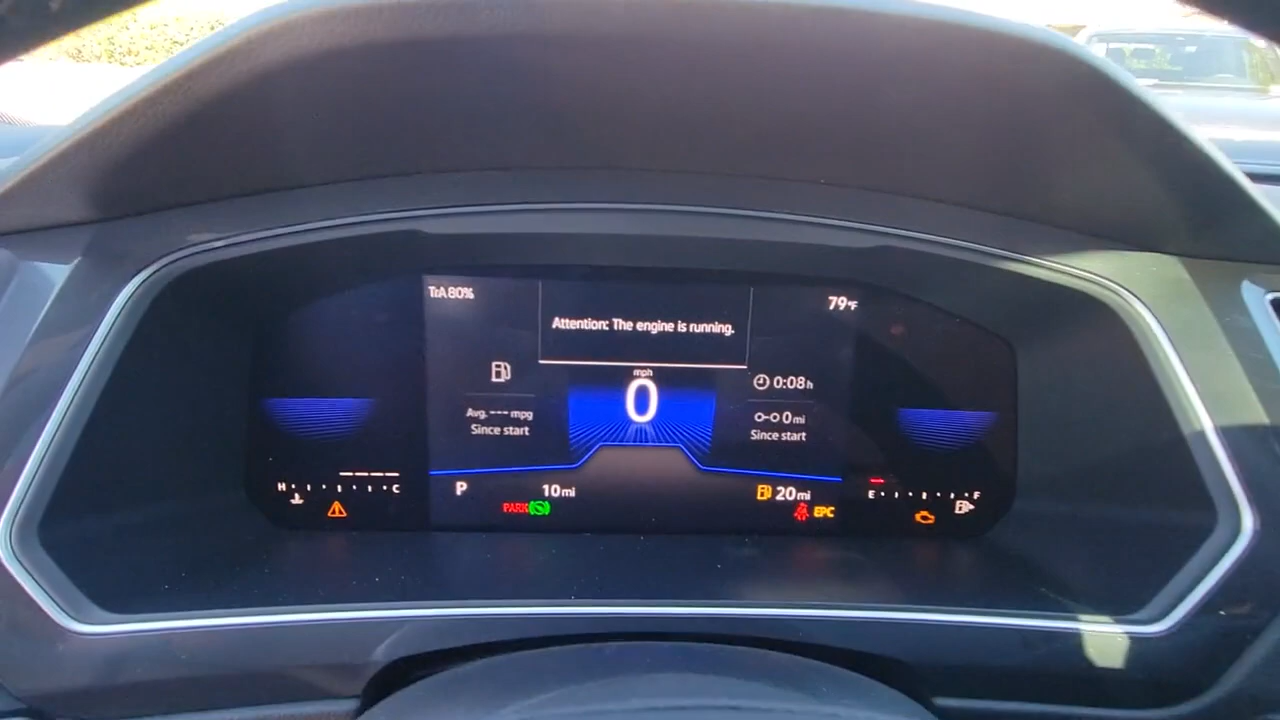 TrA 80%
Attention: The engine is running.
79°F
mph
0
0:08h
Avg. --- mpg
Since start
0mi
Since start
H C
P
10mi
20mi
E F
PARK
EPC